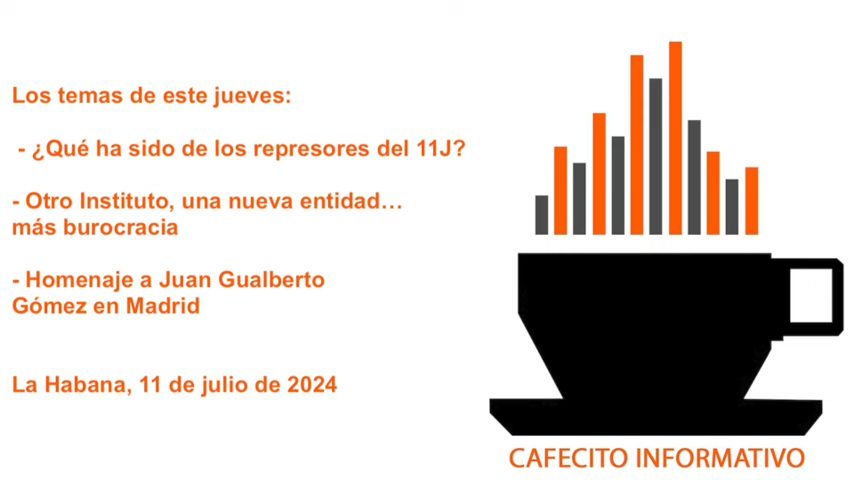 Los temas de este jueves:
- ¿Qué ha sido de los represores del 11J?
- Otro Instituto, una nueva entidad…
más burocracia
- Homenaje a Juan Gualberto
Gómez en Madrid
La Habana, 11 de julio de 2024
CAFECITO INFORMATIVO